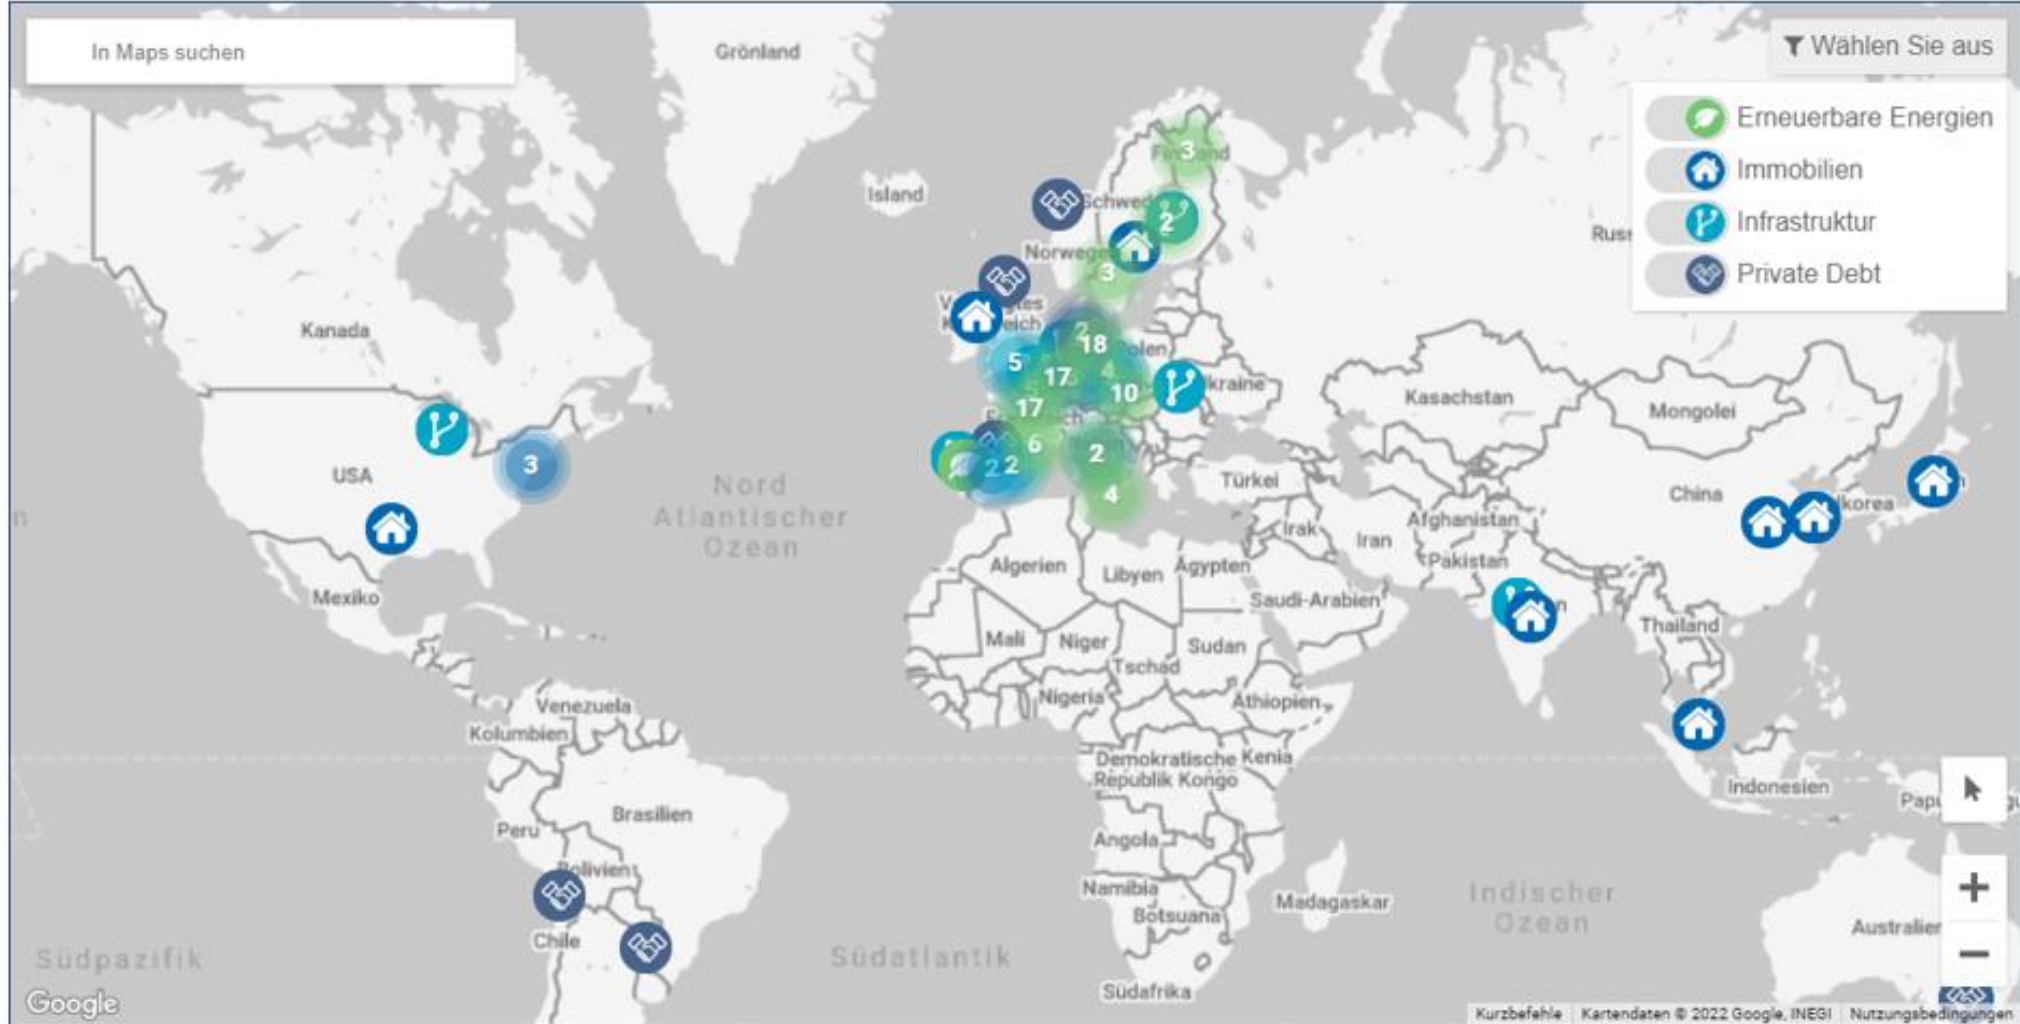 In Maps suchen
Wählen Sie aus
Erneuerbare Energien
Immobilien
Infrastruktur
Private Debt
Grönland
Island
3
2
3
Kanada
5
2
18
17
4
10
17
Kasachstan
Mongolei
3
USA
6
2
2
2
4
Türkei
China
Nord
Atlantischer
Ozean
Irak
Iran
Afghanistan
Pakistan
Algerien
Libyen
Ägypten
Saudi-Arabien
Mexiko
Mali
Niger
Sudan
Tschad
Thailand
Nigeria
Äthiopien
Venezuela
Kolumbien
Demokratische
Republik Kongo
Kenia
Indonesien
Brasilien
Peru
Angola
Bolivien
Namibia
Botsuana
Madagaskar
Indischer
Ozean
Chile
Südpazifik
Südatlantik
Südafrika
Google
Kurzbefehle
Kartendaten © 2022 Google, INEGI
Nutzungsbedingungen